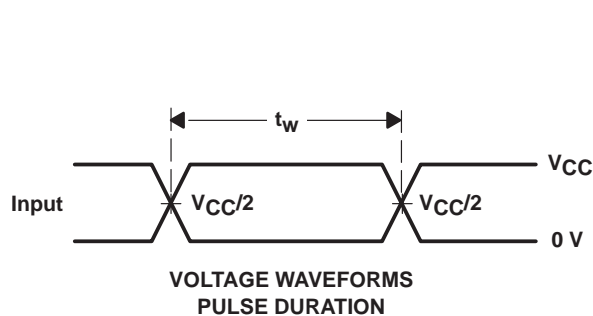 tw
VCC
Input
VCC/2
VCC/2
0 V
VOLTAGE WAVEFORMS
PULSE DURATION